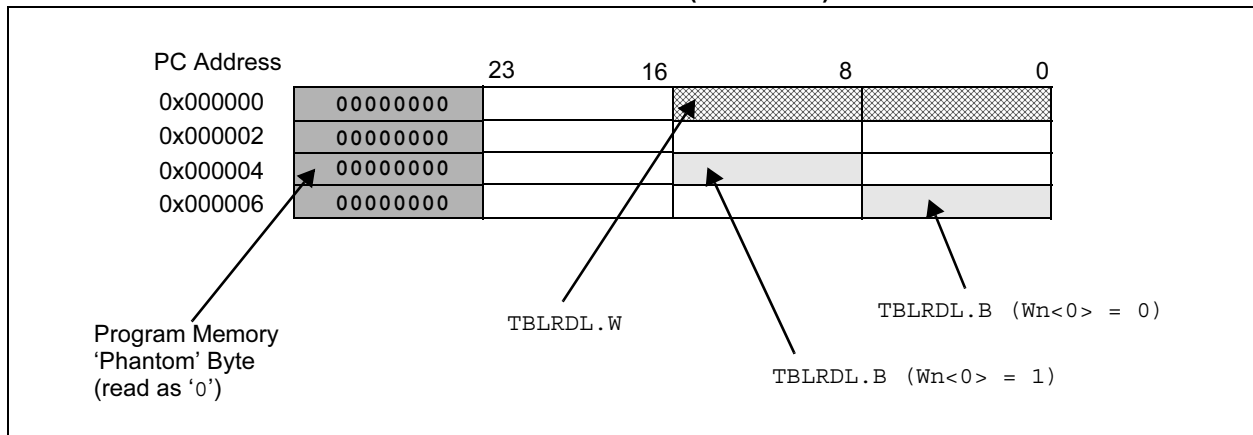 PC Address
23 16 8 0
0x000000 00000000
0x000002 00000000
0x000004 00000000
0x000006 00000000
TBLRDL.W
TBLRDL.B (Wn<0> = 0)
Program Memory
‘Phantom’ Byte
(read as ‘0’)
TBLRDL.B (Wn<0> = 1)